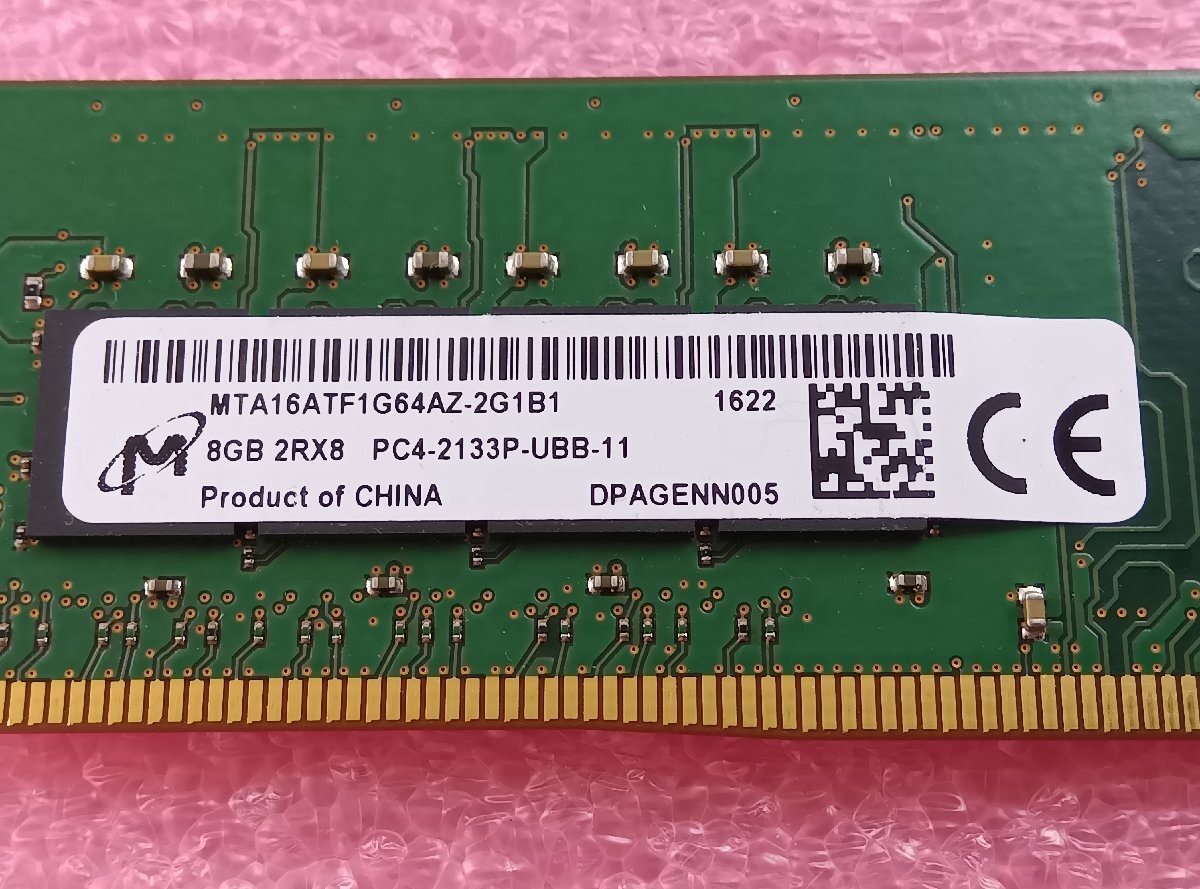 MTA16ATF1G64AZ-2G1B1 1622
M 8GB 2RX8 PC4-2133P-UBB-11
Product of CHINA DPAGENN005
CE